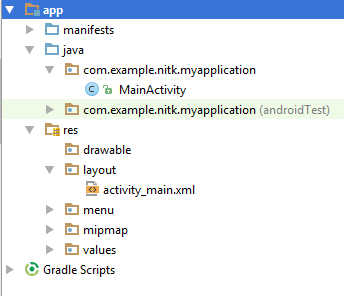 app
manifests
java
com.example.nitk.myapplication
MainActivity
com.example.nitk.myapplication (androidTest)
res
drawable
layout
activity_main.xml
menu
mipmap
values
Gradle Scripts